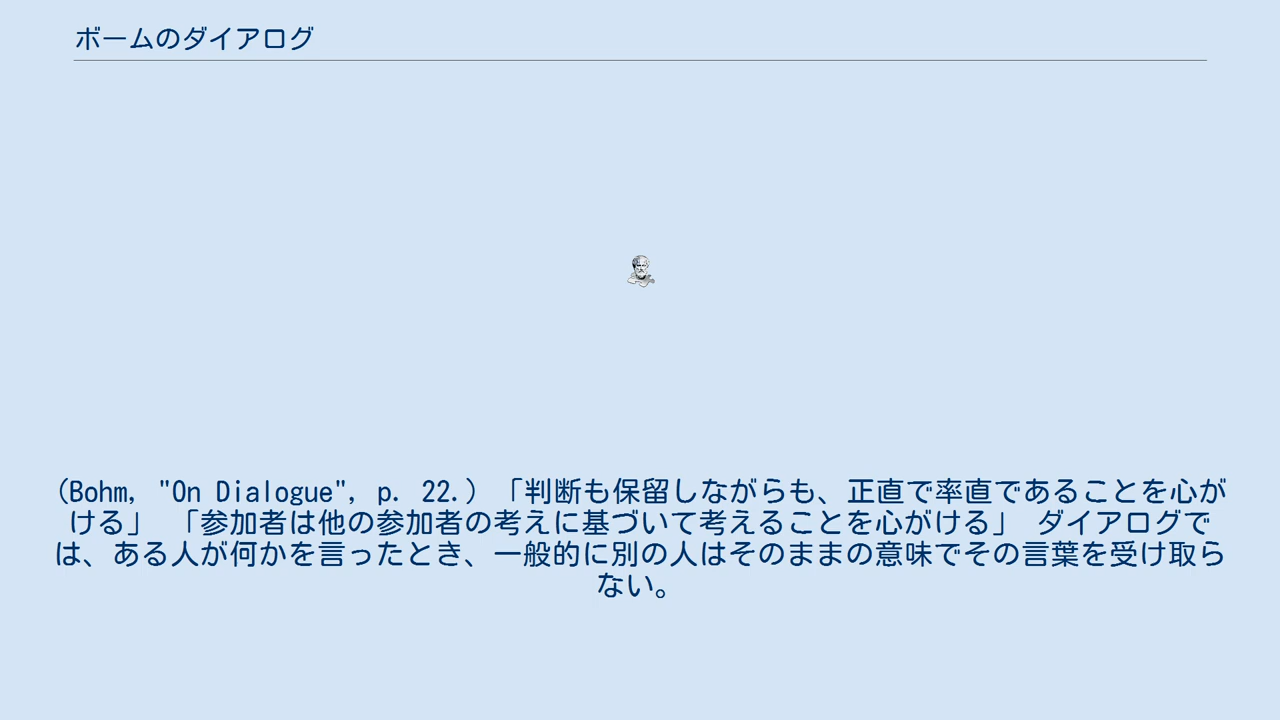 ボームのダイアログ
(Bohm, "On Dialogue", p. 22.) 「判断も保留しながらも、正直で率直であることを心が
ける」 「参加者は他の参加者の考えに基づいて考えることを心がける」 ダイアログで
は、ある人が何かを言ったとき、一般的に別の人はそのままの意味でその言葉を受け取ら
ない。